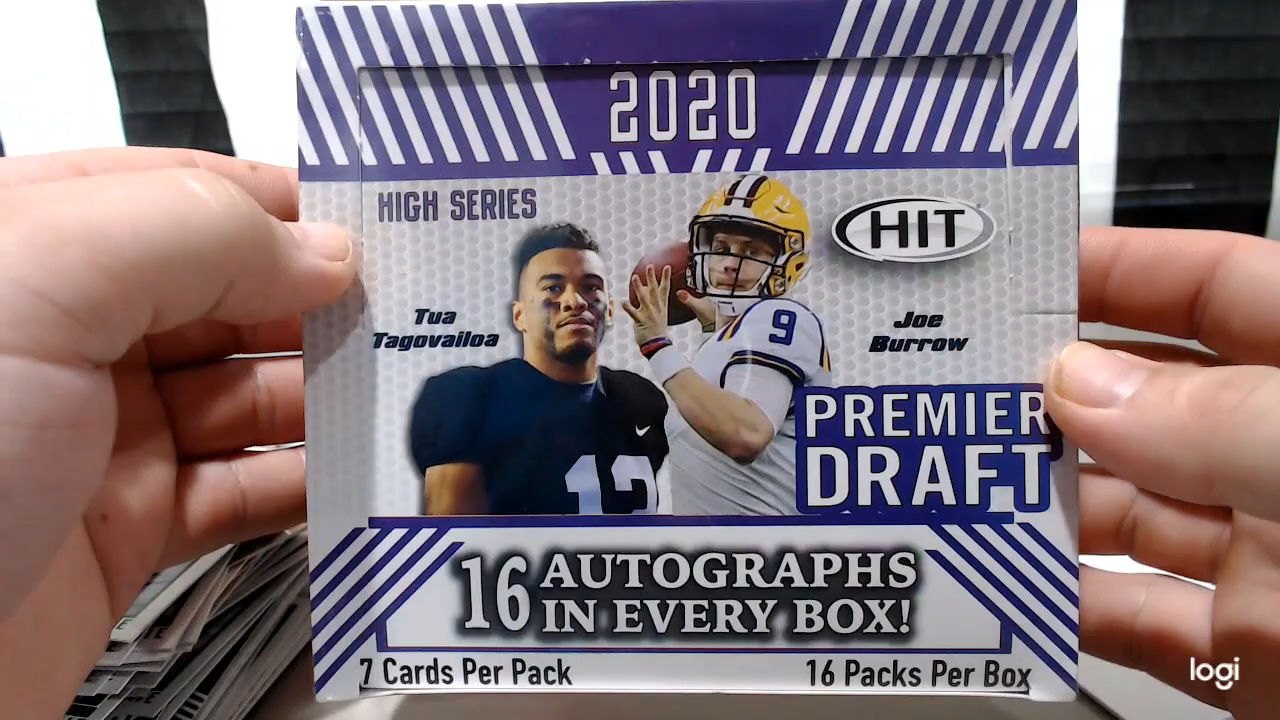 2020
HIGH SERIES
HIT
Tua
Tagovailoa
Joe
Burrow
9
PREMIER
DRAFT
12
16 AUTOGRAPHS
IN EVERY BOX!
7 Cards Per Pack
16 Packs Per Box
logi